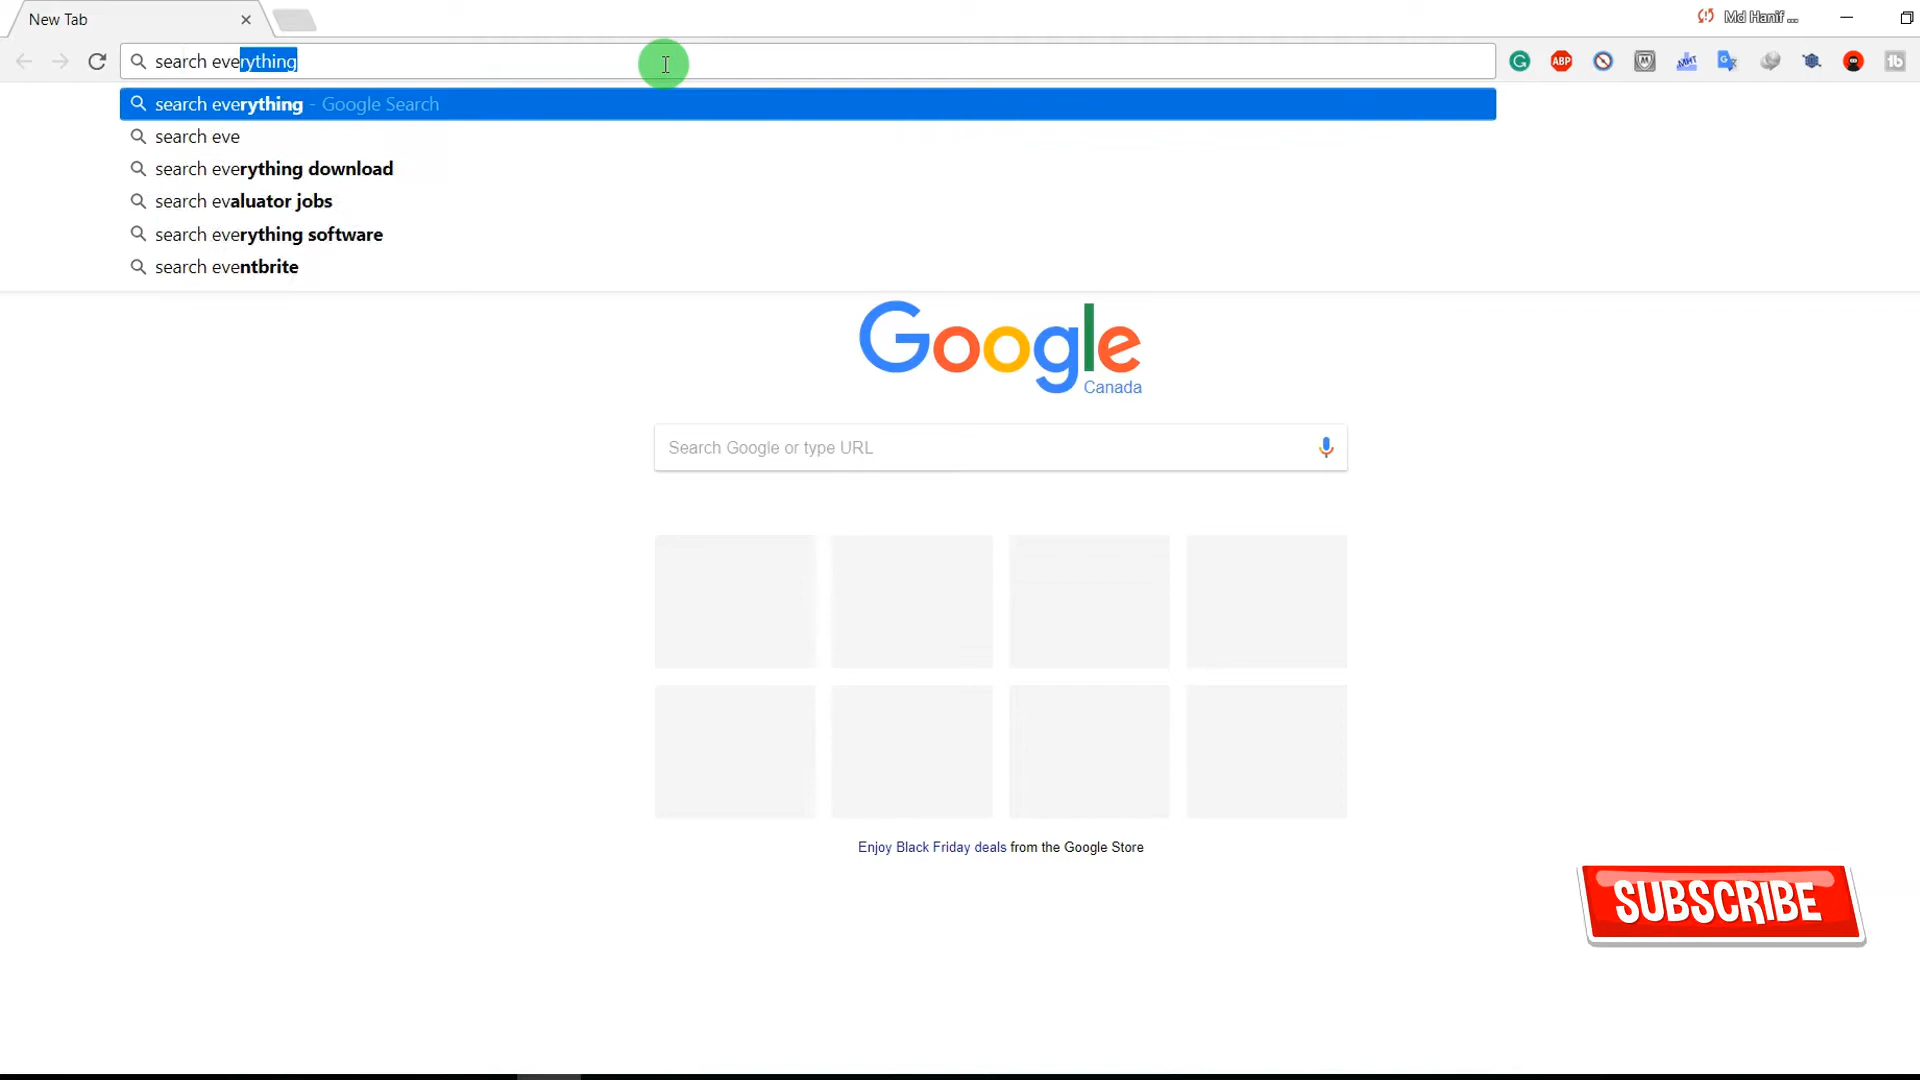 New Tab
Md Hanif ...
search everything
search everything - Google Search
search eve
search everything download
search evaluator jobs
search everything software
search eventbrite
ABP
MHT
Google
Canada
Search Google or type URL
Enjoy Black Friday deals from the Google Store
SUBSCRIBE